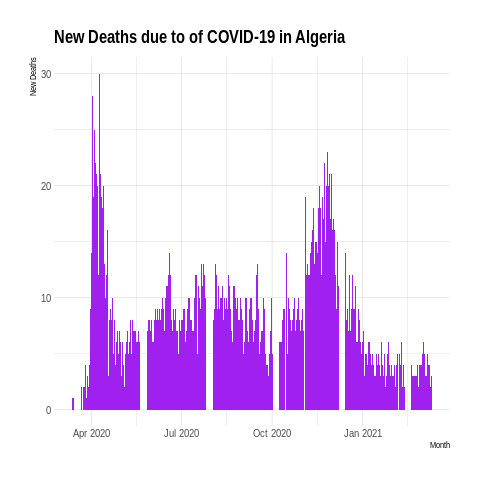 New Deaths due to of COVID-19 in Algeria
New Deaths
30
20
10
0
Apr 2020 Jul 2020 Oct 2020 Jan 2021
Month